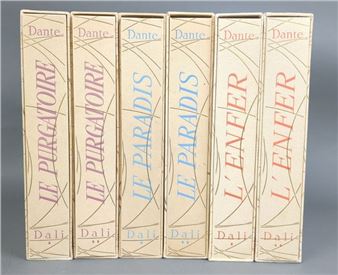 Dante
LE PURGATOIRE
Dali
*
Dante
LE PURGATOIRE
Dali
**
Dante
LE PARADIS
Dali
*
Dante
LE PARADIS
Dali
**
Dante
L'ENFER
Dali
*
Dante
L'ENFER
Dali
**